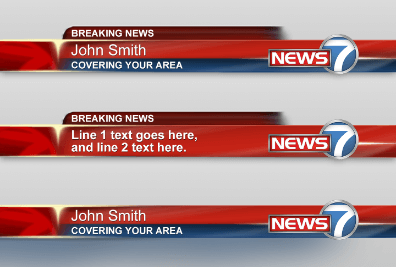 BREAKING NEWS
John Smith
COVERING YOUR AREA
NEWS 7
BREAKING NEWS
Line 1 text goes here,
and line 2 text here.
NEWS 7
John Smith
COVERING YOUR AREA
NEWS 7